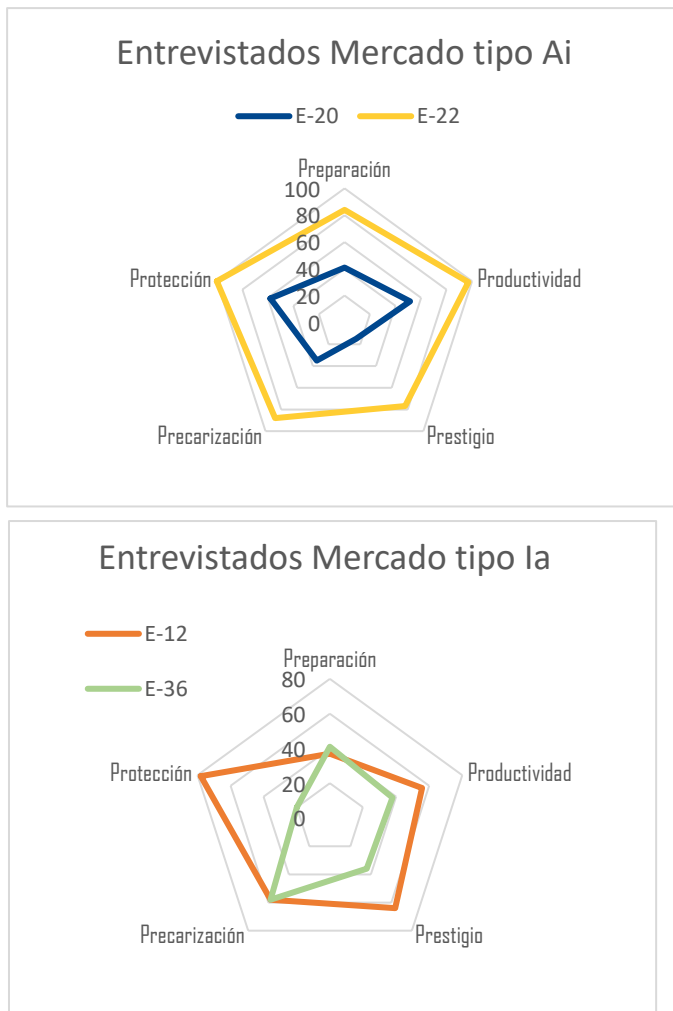 Entrevistados Mercado tipo Ai
E-20 E-22
Preparación
100
80
60
40
20
0
Protección
Productividad
Precarización
Prestigio
Entrevistados Mercado tipo Ia
E-12
E-36
Preparación
80
60
40
20
0
Protección
Productividad
Precarización
Prestigio